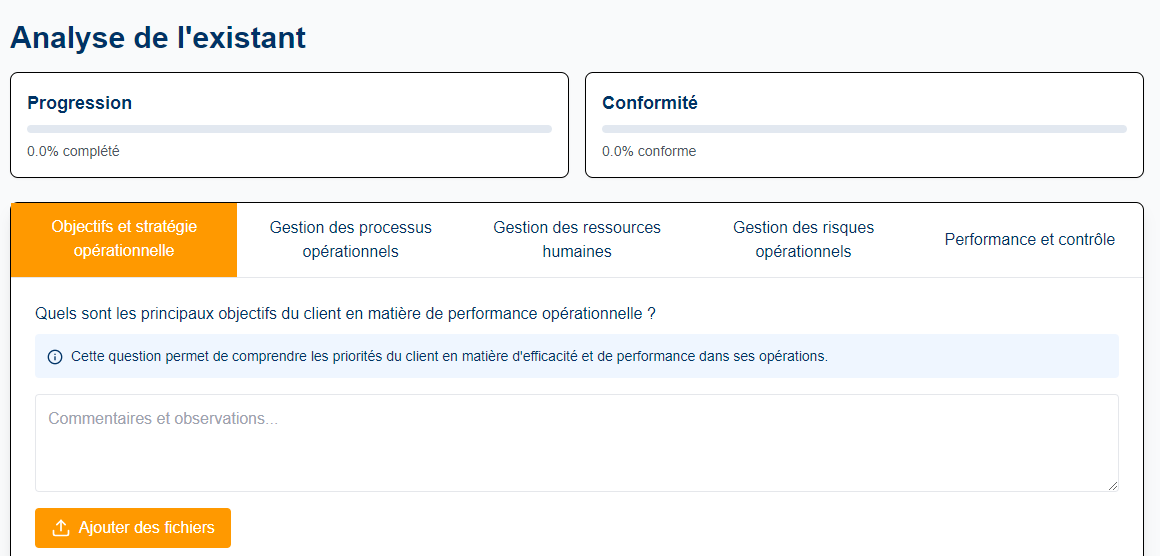 Analyse de l'existant
Progression
0.0% complété
Conformité
0.0% conforme
Objectifs et stratégie
opérationnelle
Gestion des processus
opérationnels
Gestion des ressources
humaines
Gestion des risques
opérationnels
Performance et contrôle
Quels sont les principaux objectifs du client en matière de performance opérationnelle ?
Cette question permet de comprendre les priorités du client en matière d'efficacité et de performance dans ses opérations.
Commentaires et observations...
Ajouter des fichiers